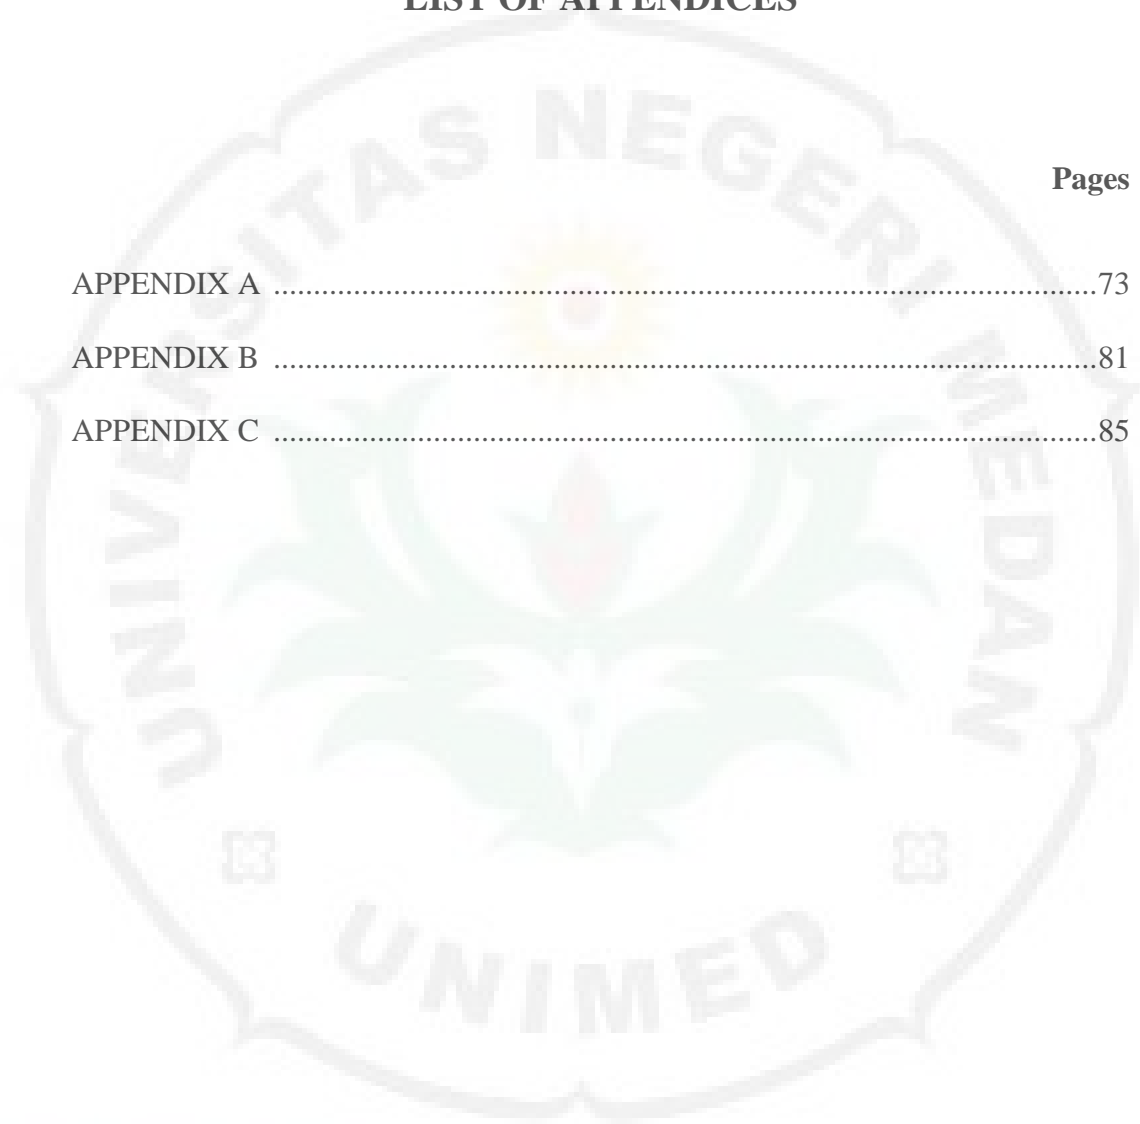 LIST OF APPENDICES
Pages
APPENDIX A ........................................................................................................73
APPENDIX B ........................................................................................................81
APPENDIX C ........................................................................................................85
UNIVERSITAS NEGERI MEDAN
UNIMED